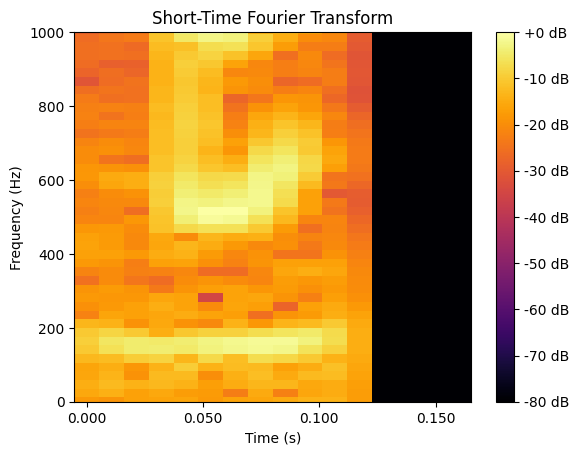 Short-Time Fourier Transform
1000
800
600
400
200
0
Frequency (Hz)
0.000
0.050
0.100
0.150
Time (s)
+0 dB
-10 dB
-20 dB
-30 dB
-40 dB
-50 dB
-60 dB
-70 dB
-80 dB